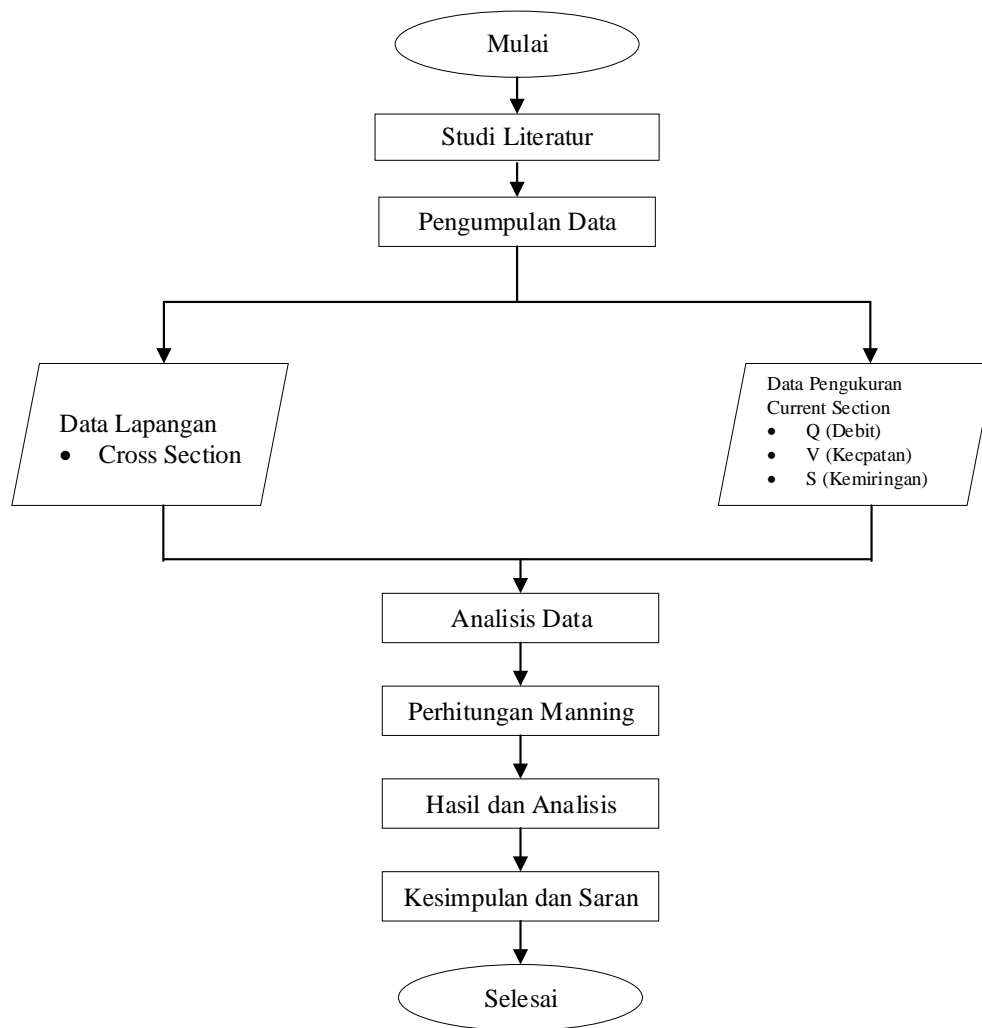 Mulai
Studi Literatur
Pengumpulan Data
Data Lapangan
• Cross Section
Data Pengukuran
Current Section
• Q (Debit)
• V (Kecpatan)
• S (Kemiringan)
Analisis Data
Perhitungan Manning
Hasil dan Analisis
Kesimpulan dan Saran
Selesai